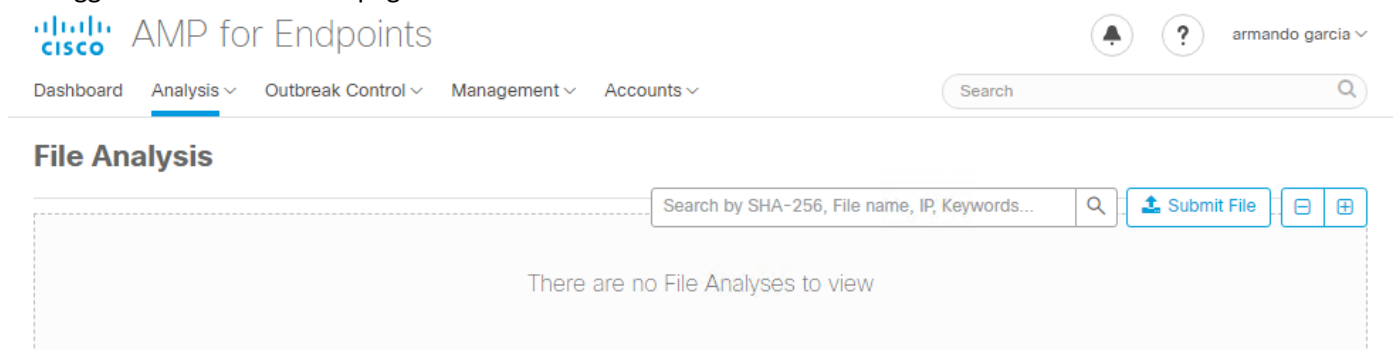 CISCO AMP for Endpoints ? armando garcia
Dashboard Analysis Outbreak Control Management Accounts Search
File Analysis
Search by SHA-256, File name, IP, Keywords... Submit File
There are no File Analyses to view